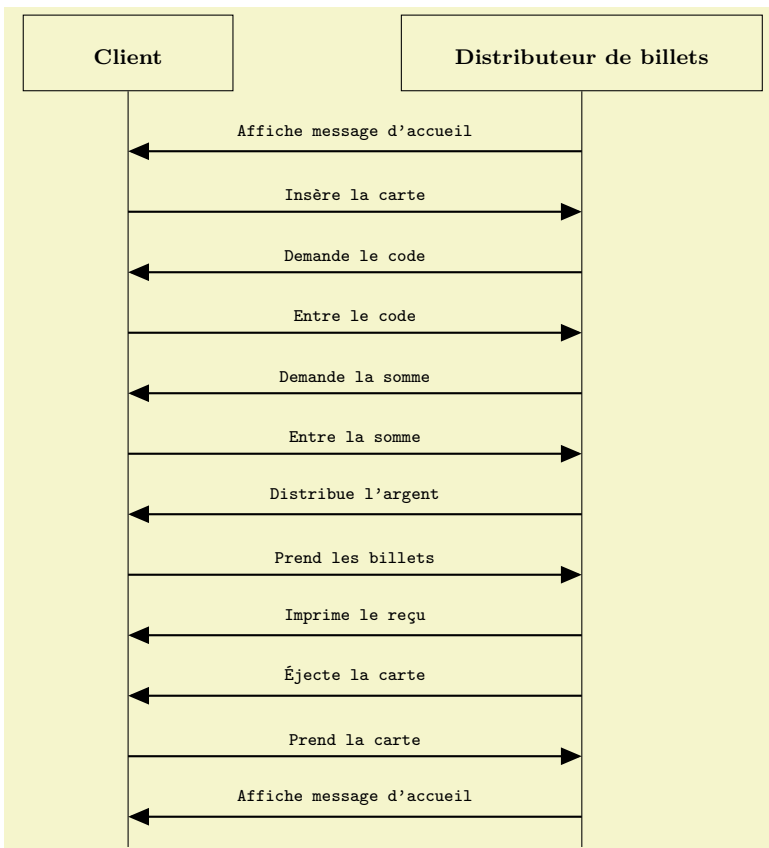 Client
Distributeur de billets
Affiche message d'accueil
Insère la carte
Demande le code
Entre le code
Demande la somme
Entre la somme
Distribue l'argent
Prend les billets
Imprime le reçu
Éjecte la carte
Prend la carte
Affiche message d'accueil